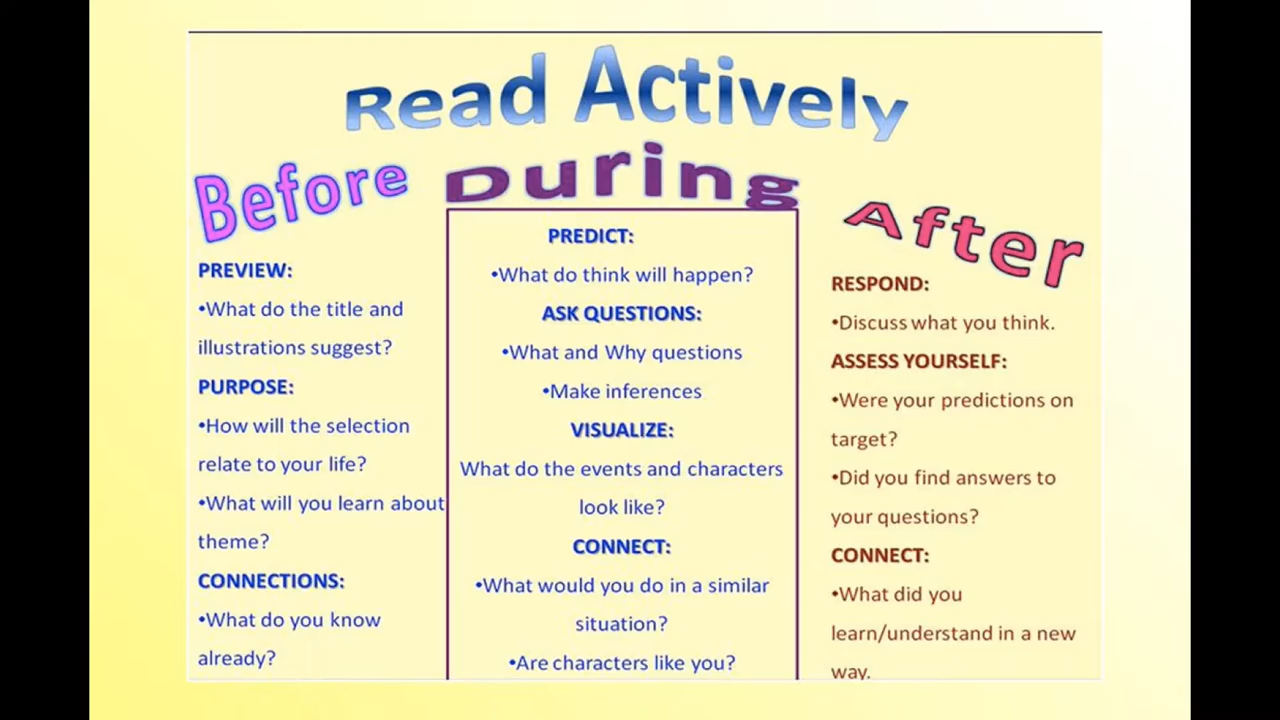 Read Actively
Before
PREVIEW:
•What do the title and
illustrations suggest?
PURPOSE:
•How will the selection
relate to your life?
•What will you learn about
theme?
CONNECTIONS:
•What do you know
already?
During
PREDICT:
•What do think will happen?
ASK QUESTIONS:
•What and Why questions
•Make inferences
VISUALIZE:
What do the events and characters
look like?
CONNECT:
•What would you do in a similar
situation?
•Are characters like you?
After
RESPOND:
•Discuss what you think.
ASSESS YOURSELF:
•Were your predictions on
target?
•Did you find answers to
your questions?
CONNECT:
•What did you
learn/understand in a new
way.